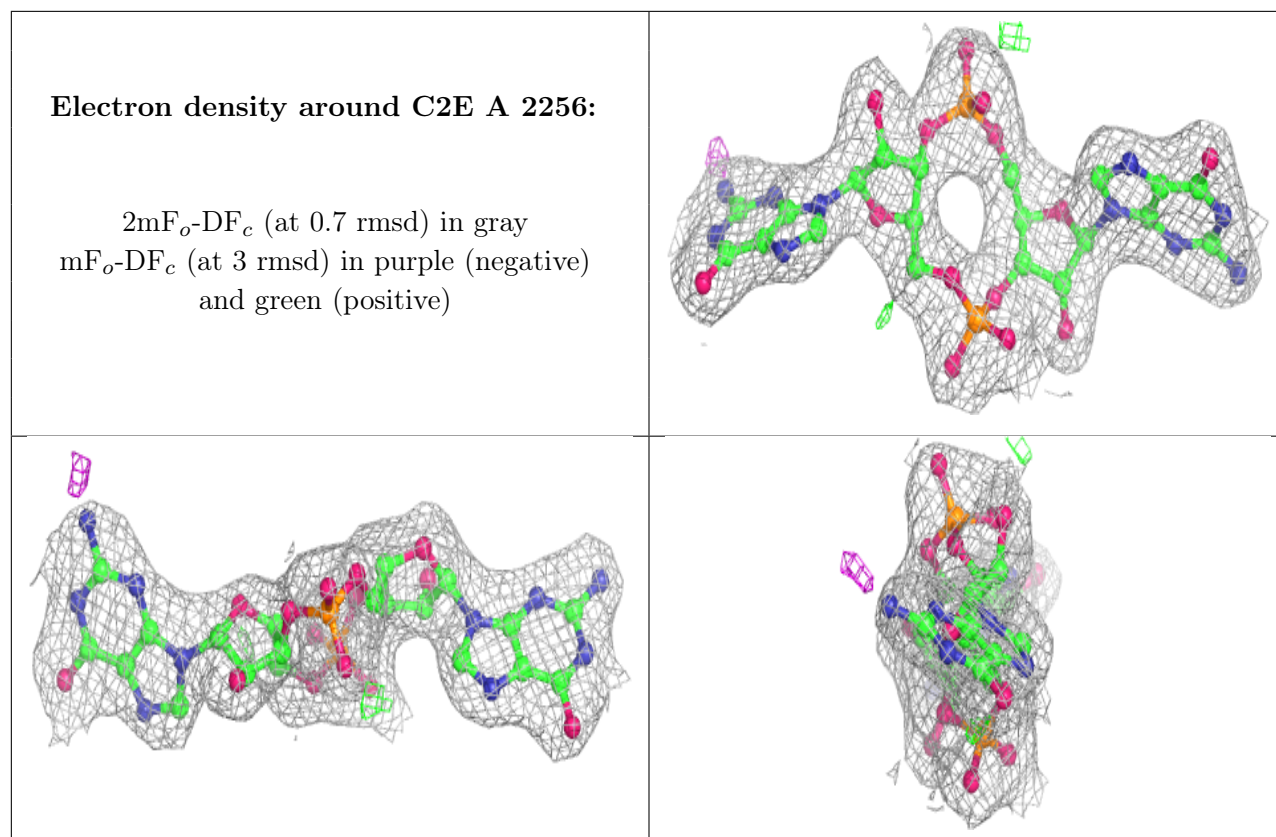 Electron density around C2E A 2256:
2mFₒ-DF𝒸 (at 0.7 rmsd) in gray
mFₒ-DF𝒸 (at 3 rmsd) in purple (negative)
and green (positive)